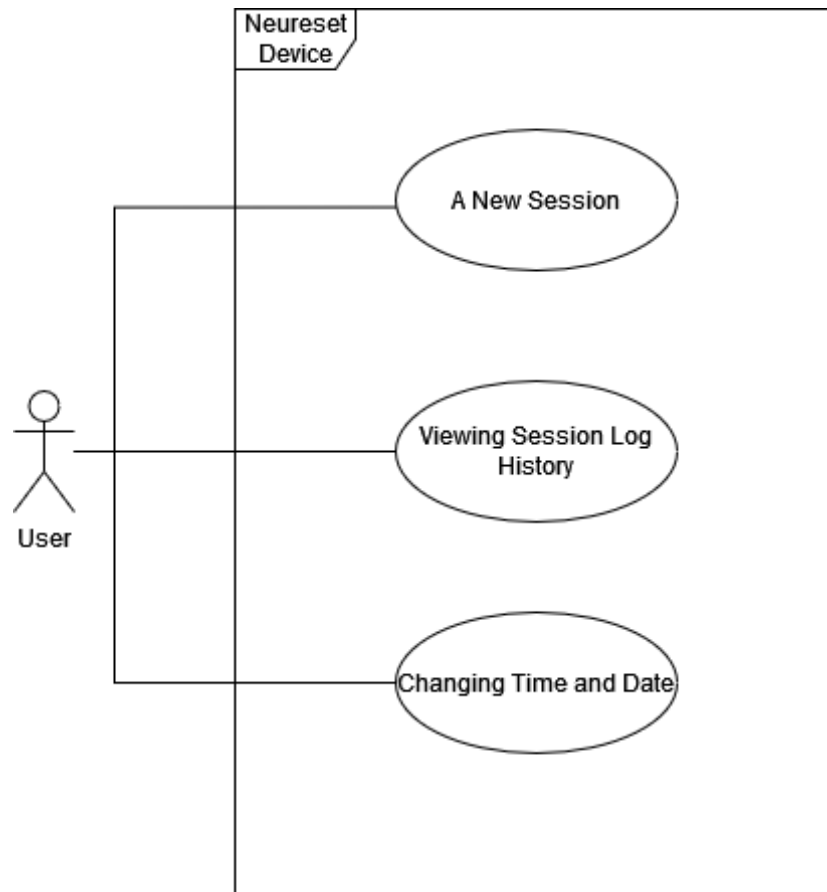 Neureset
Device
A New Session
Viewing Session Log
History
User
Changing Time and Date